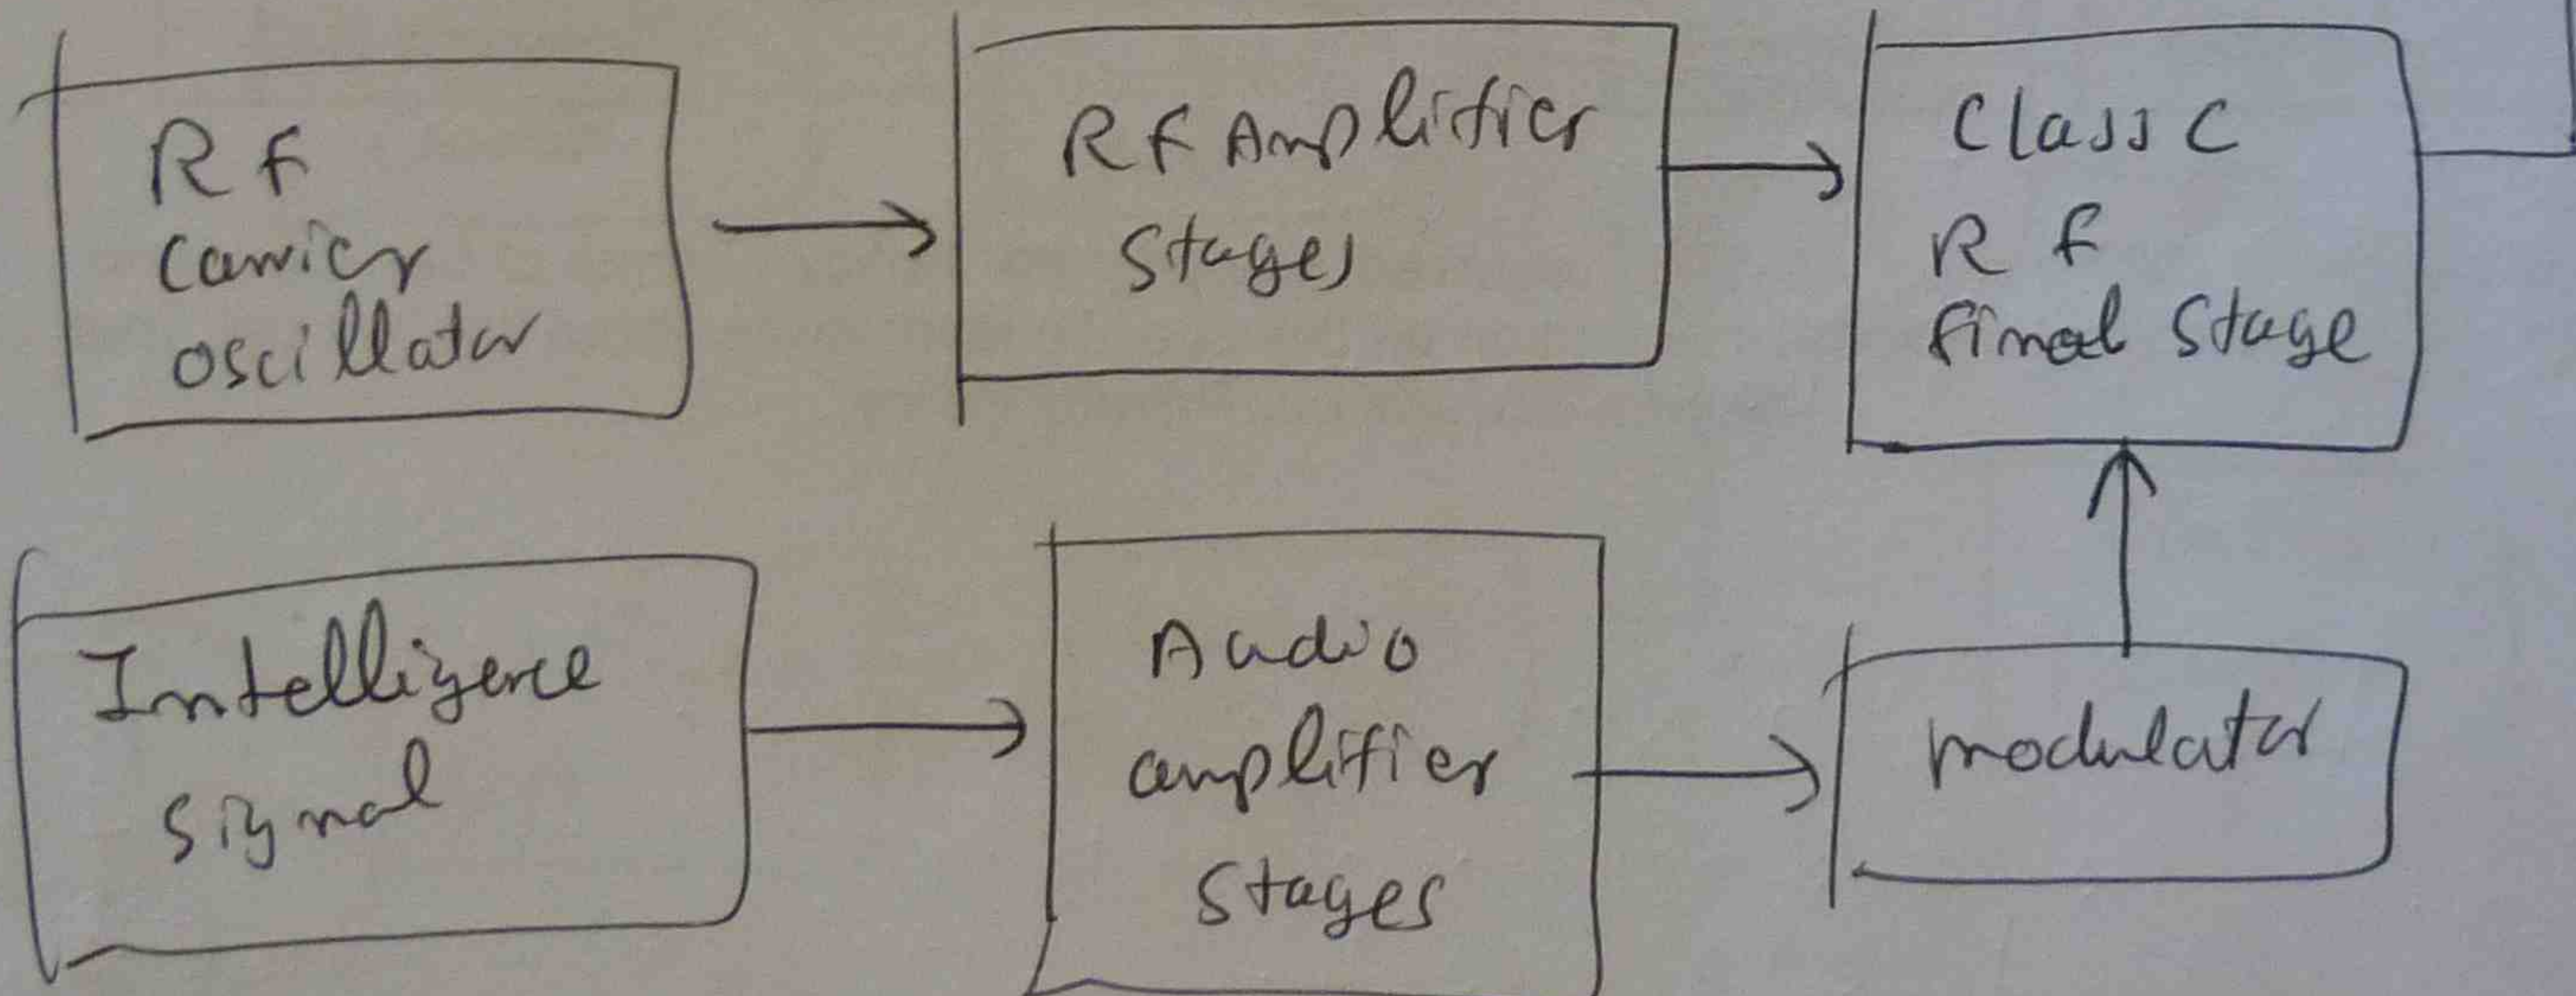 RF
carrier
oscillator
RF Amplifier
Stages
Class C
RF
final stage
Intelligence
signal
Audio
amplifier
stages
modulator